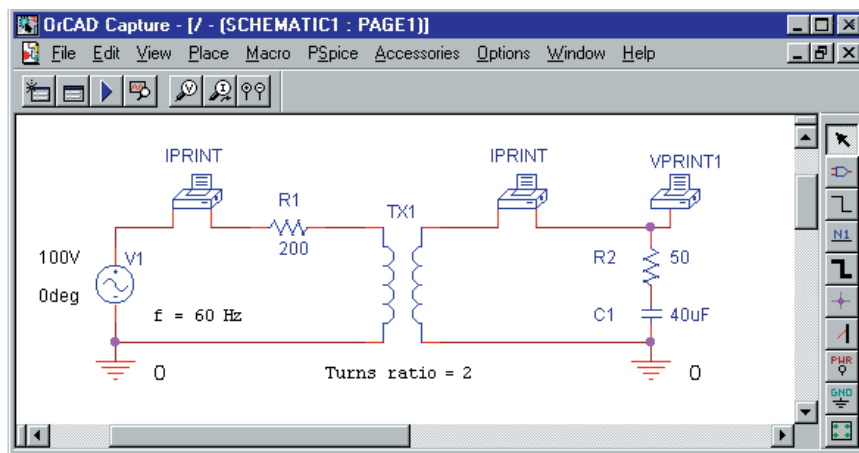 OrCAD Capture - [/ - (SCHEMATIC1 : PAGE1)]
File Edit View Place Macro PSpice Accessories Options Window Help
V I
IPRINT IPRINT VPRINT1
R1 TX1
200
100V V1 R2 50
0deg
f = 60 Hz C1 40uF
0 Turns ratio = 2 0
N1
PWR
GND